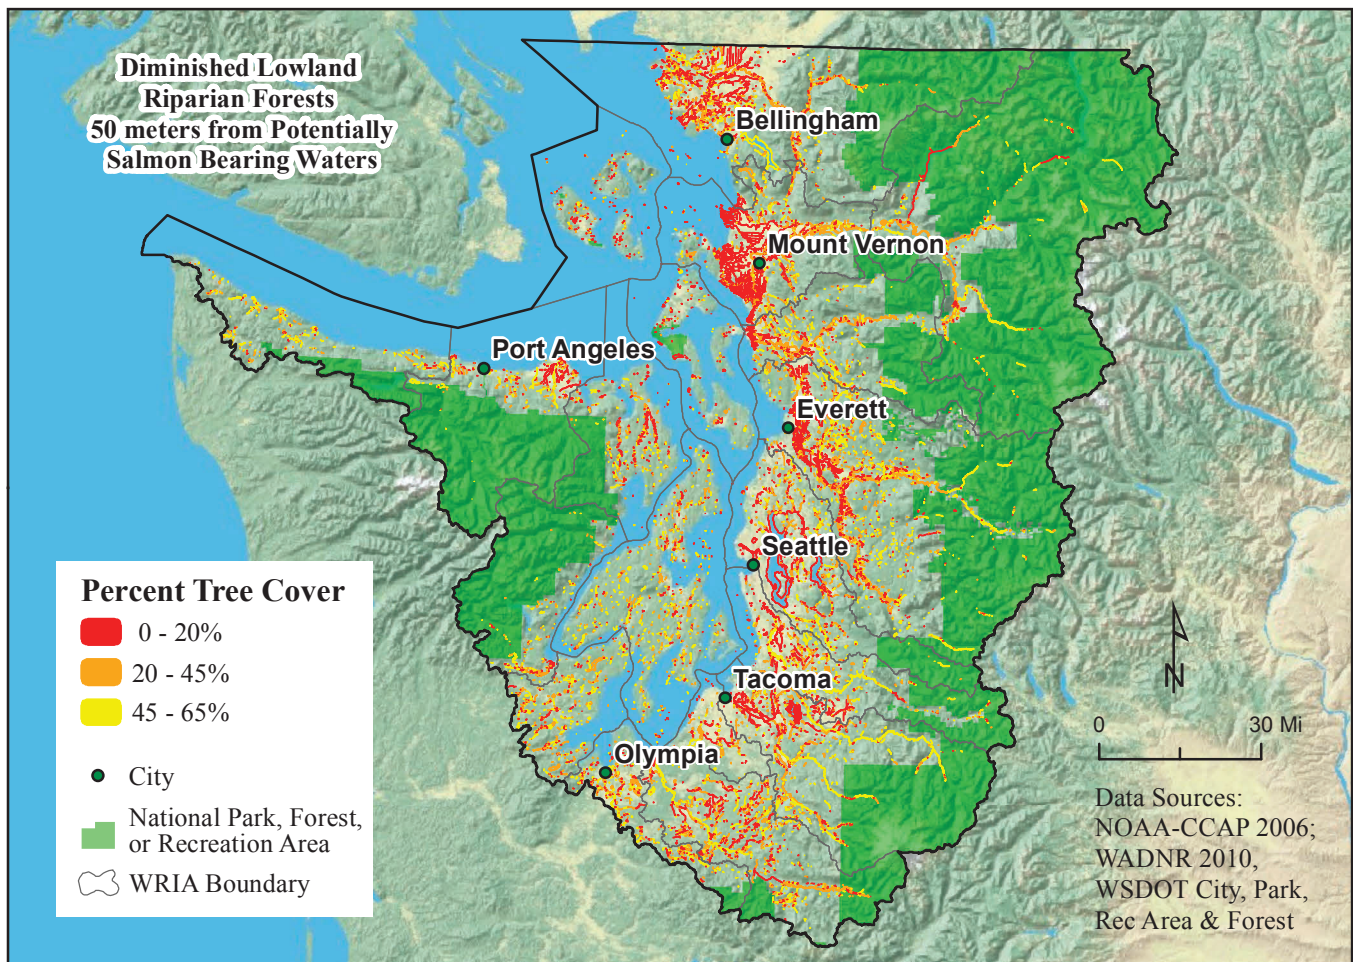 Diminished Lowland
Riparian Forests
50 meters from Potentially
Salmon Bearing Waters
Bellingham
Mount Vernon
Port Angeles
Everett
Seattle
Tacoma
Olympia
Percent Tree Cover
0 - 20%
20 - 45%
45 - 65%
City
National Park, Forest,
or Recreation Area
WRIA Boundary
N
0 30 Mi
Data Sources:
NOAA-CCAP 2006;
WADNR 2010,
WSDOT City, Park,
Rec Area & Forest